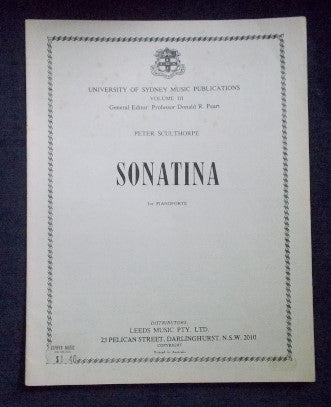 UNIVERSITY OF SYDNEY MUSIC PUBLICATIONS
VOLUME III
General Editor: Professor Donald R. Peart
PETER SCULTHORPE
SONATINA
for PIANOFORTE
DISTRIBUTORS
LEEDS MUSIC PTY. LTD.
23 PELICAN STREET, DARLINGHURST, N.S.W. 2010
COPYRIGHT
Printed in Australia